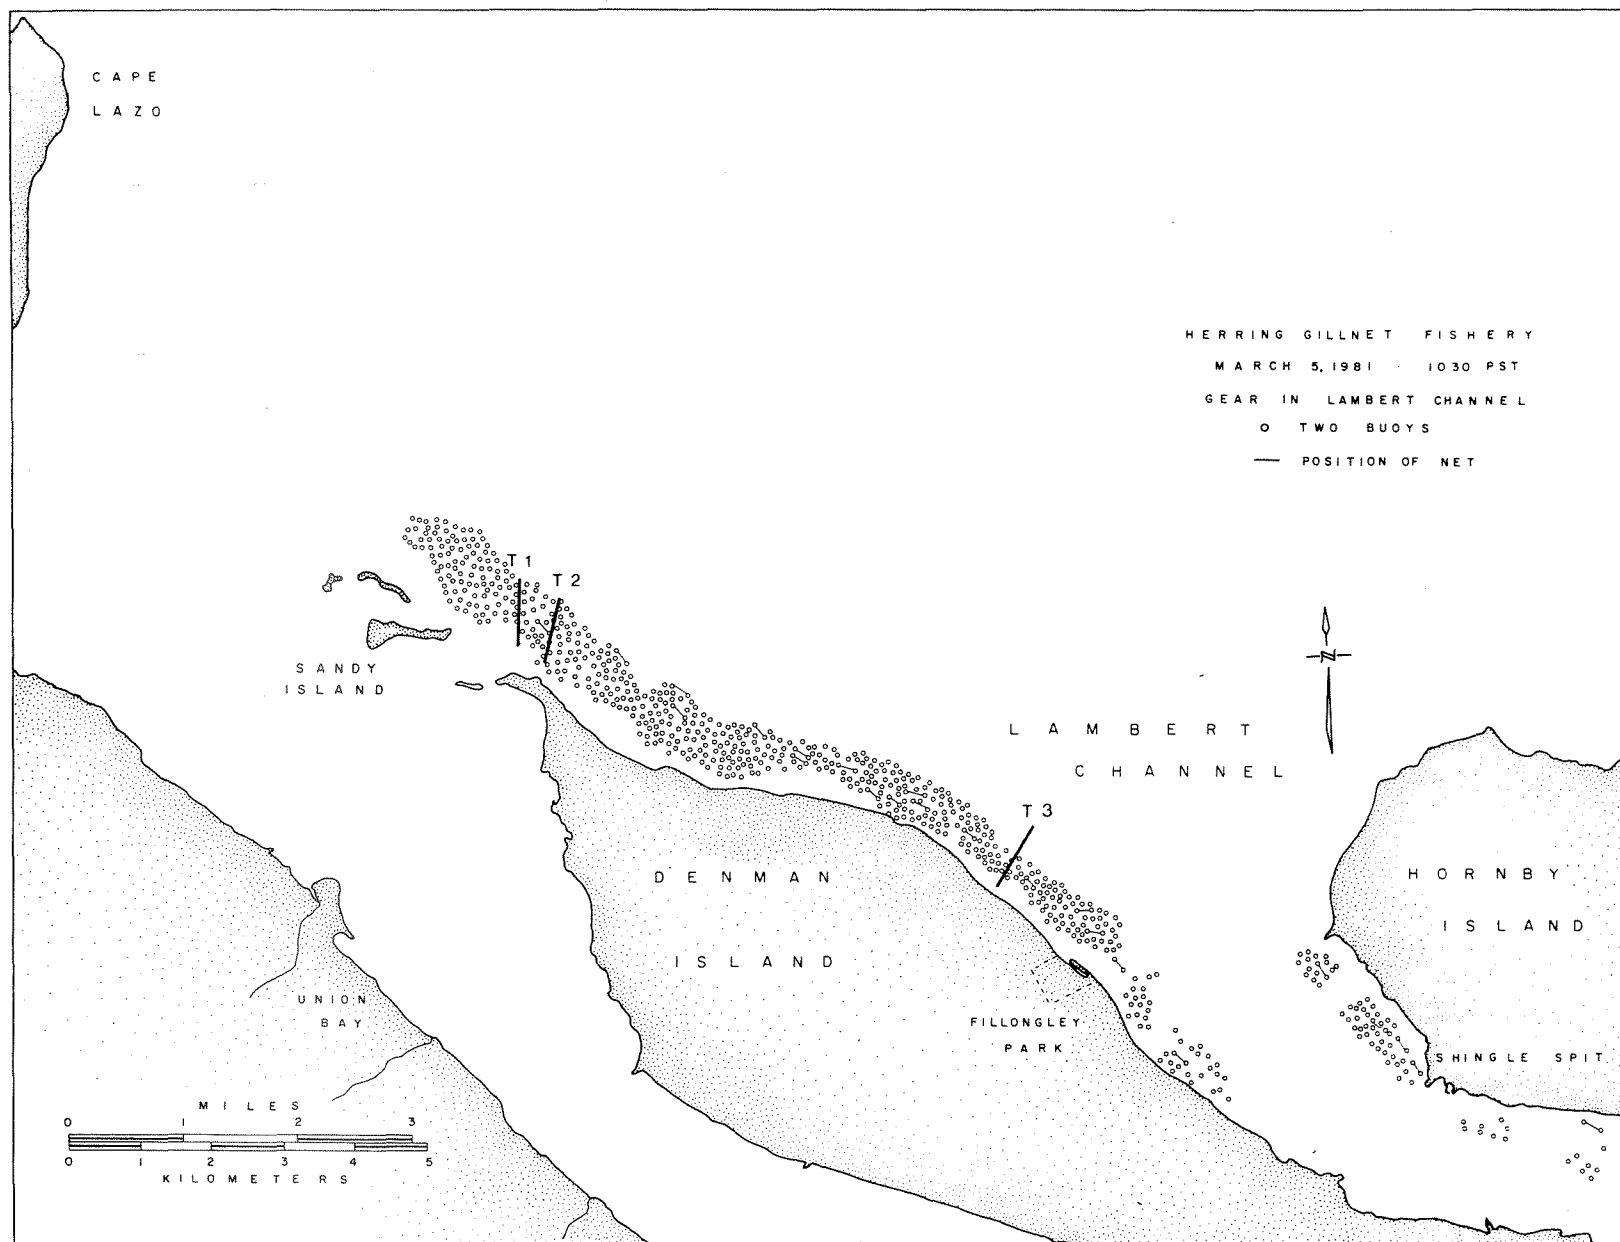 CAPE
LAZO
HERRING GILLNET FISHERY
MARCH 5, 1981 · 1030 PST
GEAR IN LAMBERT CHANNEL
o TWO BUOYS
— POSITION OF NET
T1
T2
SANDY
ISLAND
N
LAMBERT
CHANNEL
T3
DENMAN
ISLAND
HORNBY
ISLAND
UNION
BAY
FILLONGLEY
PARK
SHINGLE SPIT
MILES
0 1 2 3
0 1 2 3 4 5
KILOMETERS